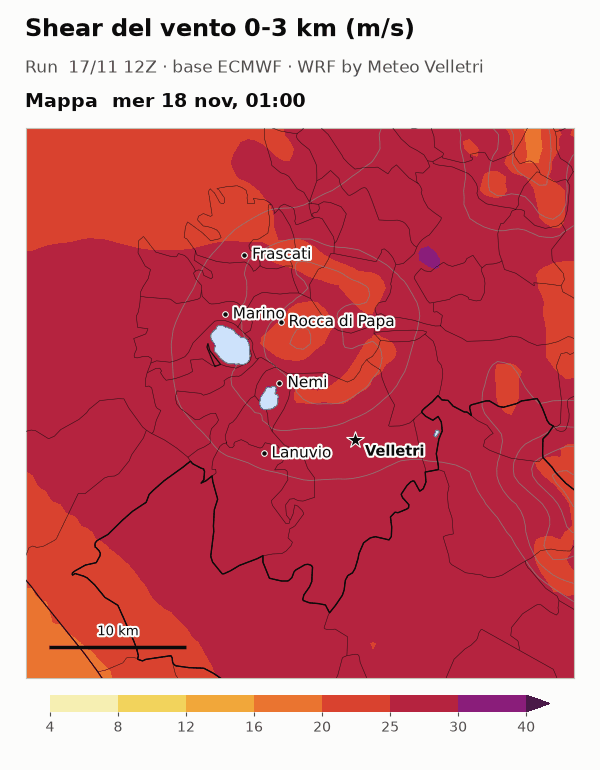 Shear del vento 0-3 km (m/s)
Run  17/11 12Z · base ECMWF · WRF by Meteo Velletri
Mappa  mer 18 nov, 01:00
Frascati
Marino
Rocca di Papa
Nemi
Velletri
Lanuvio
10 km
4 8 12 16 20 25 30 40